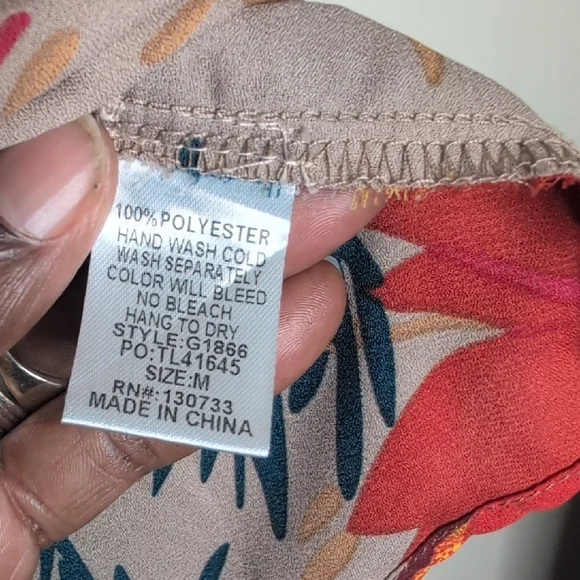 100% POLYESTER
HAND WASH COLD
WASH SEPARATELY
COLOR WILL BLEED
NO BLEACH
HANG TO DRY
STYLE:G1866
PO:TL41645
SIZE:M
RN#:130733
MADE IN CHINA